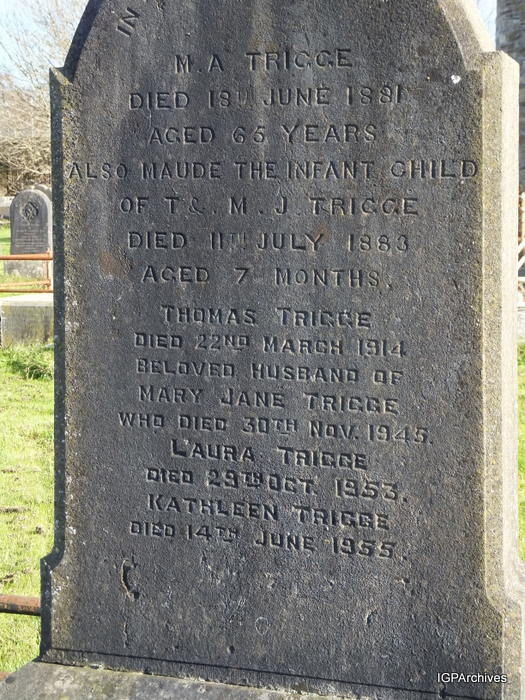 IN
M. A TRIGGE
DIED 18TH JUNE 1881
AGED 65 YEARS
ALSO MAUDE THE INFANT CHILD
OF T & M. J. TRIGGE
DIED 11TH JULY 1883
AGED 7 MONTHS.
THOMAS TRIGGE
DIED 22ND MARCH 1914
BELOVED HUSBAND OF
MARY JANE TRIGGE
WHO DIED 30TH NOV. 1945.
LAURA TRIGGE
DIED 29TH OCT. 1953.
KATHLEEN TRIGGE
DIED 14TH JUNE 1955.
IGPArchives